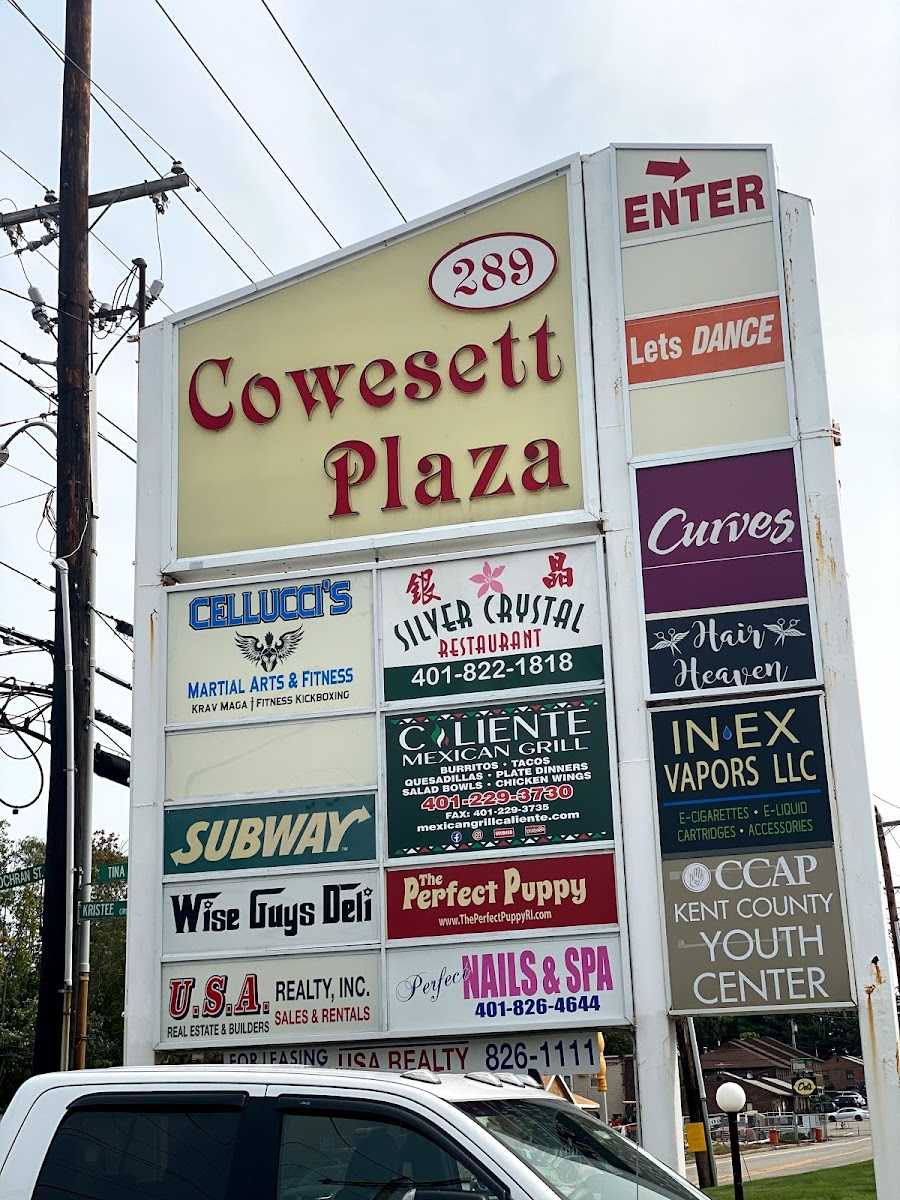 289
Cowesett
Plaza
ENTER
Lets DANCE
Curves
Hair
Heaven
IN EX
VAPORS LLC
E-CIGARETTES • E-LIQUID
CARTRIDGES • ACCESSORIES
CCAP
KENT COUNTY
YOUTH
CENTER
CELLUCCI'S
MARTIAL ARTS & FITNESS
KRAV MAGA | FITNESS KICKBOXING
銀 晶
SILVER CRYSTAL
RESTAURANT
401-822-1818
CALIENTE
MEXICAN GRILL
BURRITOS • TACOS
QUESADILLAS • PLATE DINNERS
SALAD BOWLS • CHICKEN WINGS
401-229-3730
FAX: 401-229-3735
mexicangrillcaliente.com
SUBWAY
Wise Guys Deli
The
Perfect Puppy
www.ThePerfectPuppyRI.com
U.S.A. REALTY, INC.
REAL ESTATE & BUILDERS SALES & RENTALS
Perfect NAILS & SPA
401-826-4644
FOR LEASING USA REALTY 826-1111
OCHRAN ST
TINA
KRISTEE